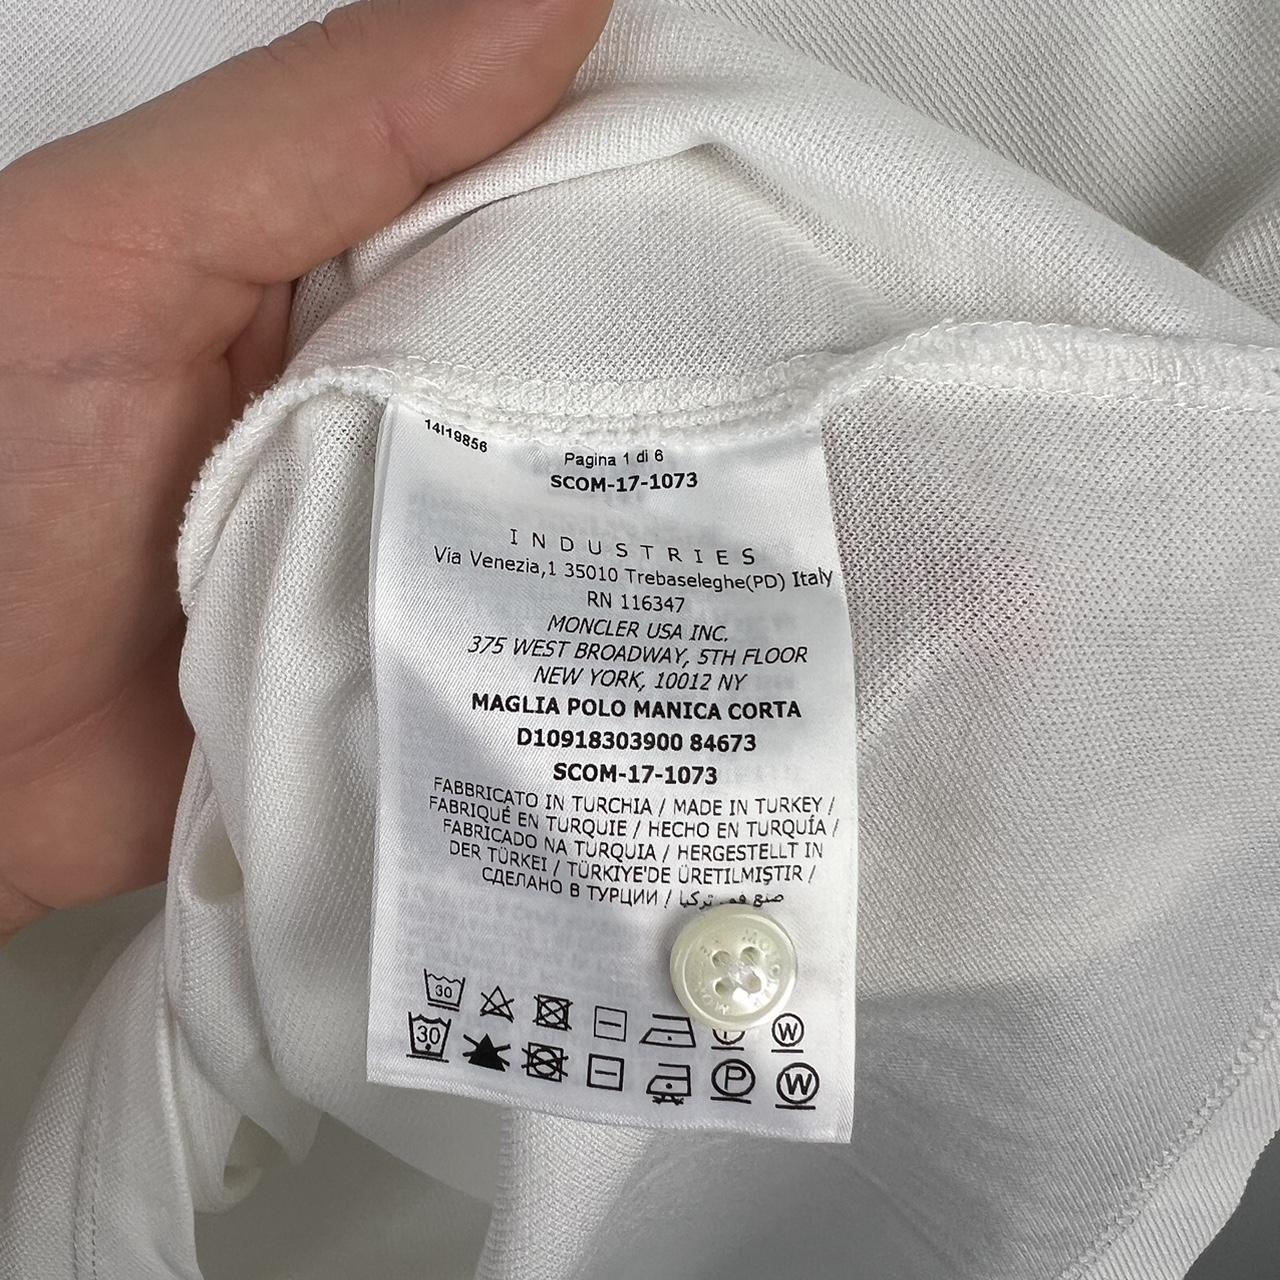 14I19856
Pagina 1 di 6
SCOM-17-1073
INDUSTRIES
Via Venezia,1 35010 Trebaseleghe(PD) Italy
RN 116347
MONCLER USA INC.
375 WEST BROADWAY, 5TH FLOOR
NEW YORK, 10012 NY
MAGLIA POLO MANICA CORTA
D10918303900 84673
SCOM-17-1073
FABBRICATO IN TURCHIA / MADE IN TURKEY /
FABRIQUÉ EN TURQUIE / HECHO EN TURQUÍA /
FABRICADO NA TURQUIA / HERGESTELLT IN
DER TÜRKEI / TÜRKIYE'DE ÜRETILMIŞTIR /
СДЕЛАНО В ТУРЦИИ / صنع في تركيا
30
W
30
P
W